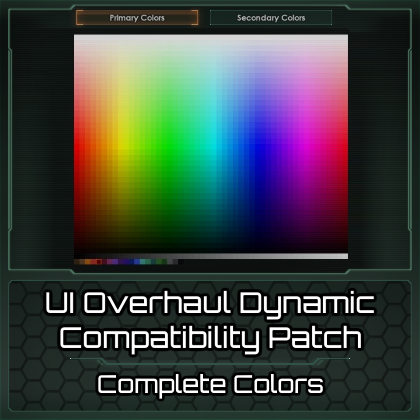 Primary Colors
Secondary Colors
UI Overhaul Dynamic
Compatibility Patch
Complete Colors